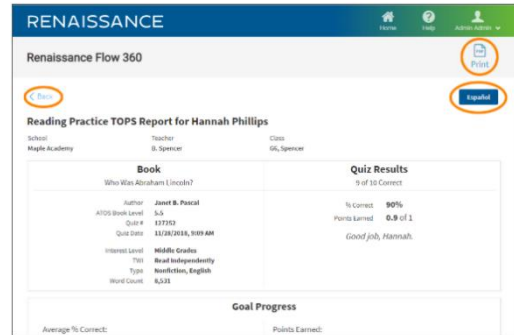 RENAISSANCE
Home
Help
Admin Admin
Renaissance Flow 360
PDF
Print
Back
Español
Reading Practice TOPS Report for Hannah Phillips
School
Maple Academy
Teacher
B. Spencer
Class
G6, Spencer
Book
Who Was Abraham Lincoln?
Author Janet B. Pascal
ATOS Book Level 5.5
Quiz # 127252
Quiz Date 11/28/2018, 9:09 AM
Interest Level Middle Grades
TWI Read Independently
Type Nonfiction, English
Word Count 8,531
Quiz Results
9 of 10 Correct
% Correct 90%
Points Earned 0.9 of 1
Good job, Hannah.
Goal Progress
Average % Correct:
Points Earned: